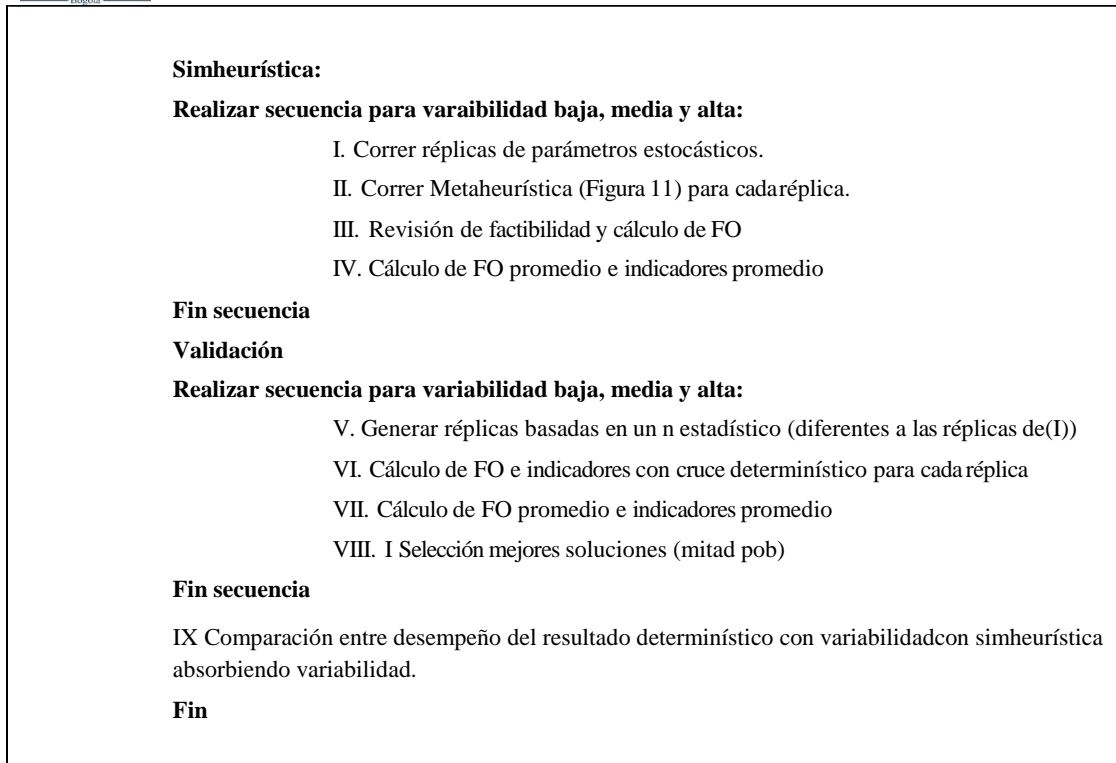 Bogotá
Simheurística:
Realizar secuencia para varaibilidad baja, media y alta:
I. Correr réplicas de parámetros estocásticos.
II. Correr Metaheurística (Figura 11) para cadaréplica.
III. Revisión de factibilidad y cálculo de FO
IV. Cálculo de FO promedio e indicadores promedio
Fin secuencia
Validación
Realizar secuencia para variabilidad baja, media y alta:
V. Generar réplicas basadas en un n estadístico (diferentes a las réplicas de(I))
VI. Cálculo de FO e indicadores con cruce determinístico para cada réplica
VII. Cálculo de FO promedio e indicadores promedio
VIII. I Selección mejores soluciones (mitad pob)
Fin secuencia
IX Comparación entre desempeño del resultado determinístico con variabilidadcon simheurística
absorbiendo variabilidad.
Fin